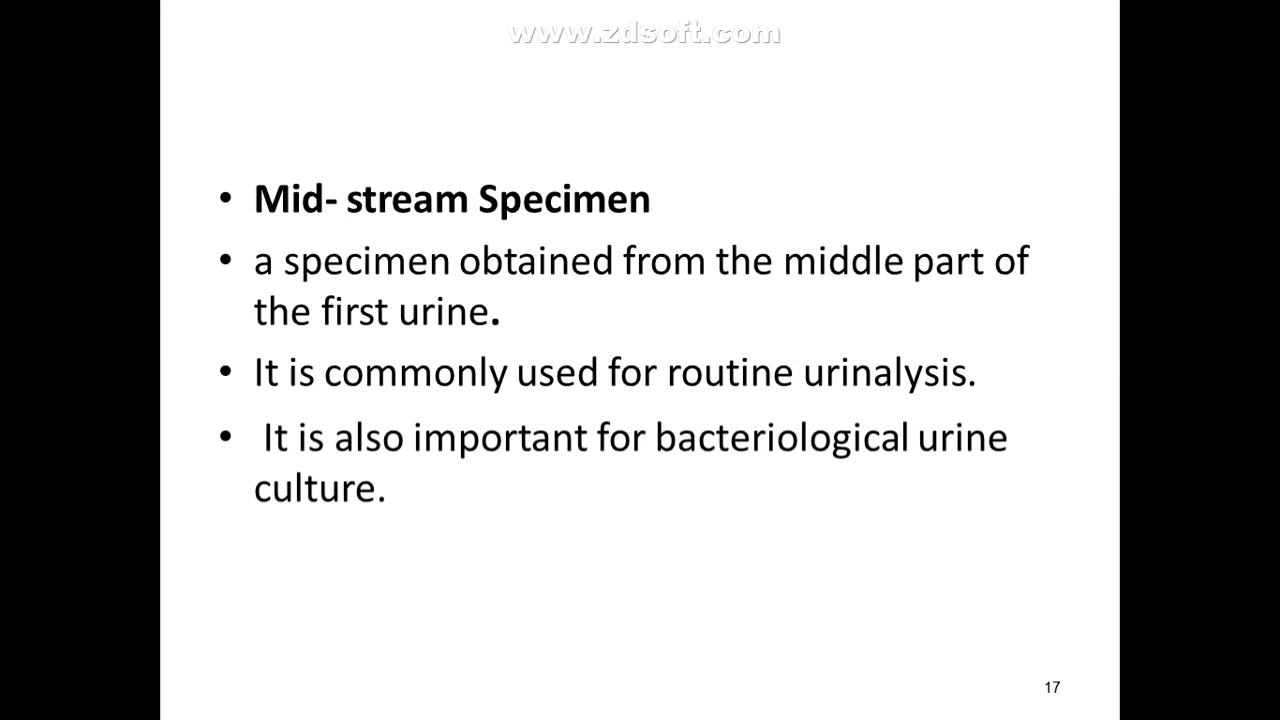 www.zdsoft.com
• Mid- stream Specimen
• a specimen obtained from the middle part of
the first urine.
• It is commonly used for routine urinalysis.
• It is also important for bacteriological urine
culture.
17